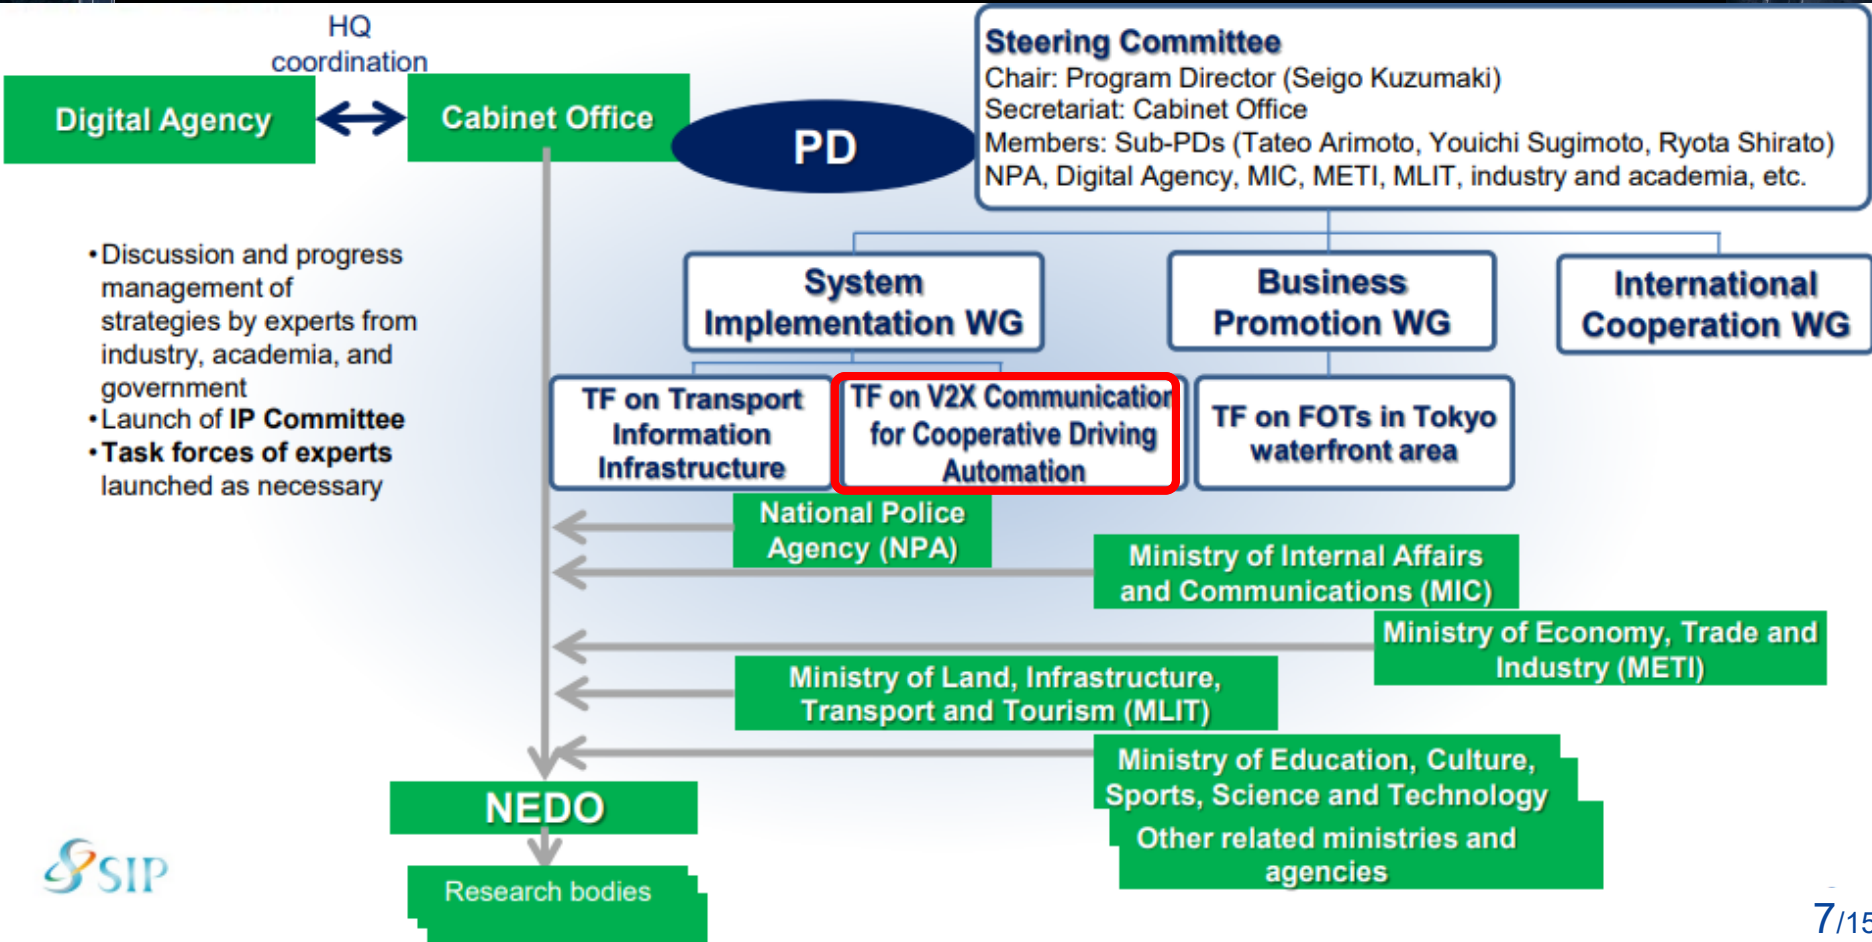 HQ
coordination
Digital Agency
Cabinet Office
PD
Steering Committee
Chair: Program Director (Seigo Kuzumaki)
Secretariat: Cabinet Office
Members: Sub-PDs (Tateo Arimoto, Youichi Sugimoto, Ryota Shirato)
NPA, Digital Agency, MIC, METI, MLIT, industry and academia, etc.
•Discussion and progress
management of
strategies by experts from
industry, academia, and
government
•Launch of IP Committee
•Task forces of experts
launched as necessary
System
Implementation WG
Business
Promotion WG
International
Cooperation WG
TF on Transport
Information
Infrastructure
TF on V2X Communication
for Cooperative Driving
Automation
TF on FOTs in Tokyo
waterfront area
National Police
Agency (NPA)
Ministry of Internal Affairs
and Communications (MIC)
Ministry of Economy, Trade and
Industry (METI)
Ministry of Land, Infrastructure,
Transport and Tourism (MLIT)
Ministry of Education, Culture,
Sports, Science and Technology
Other related ministries and
agencies
NEDO
Research bodies
SIP
7/15